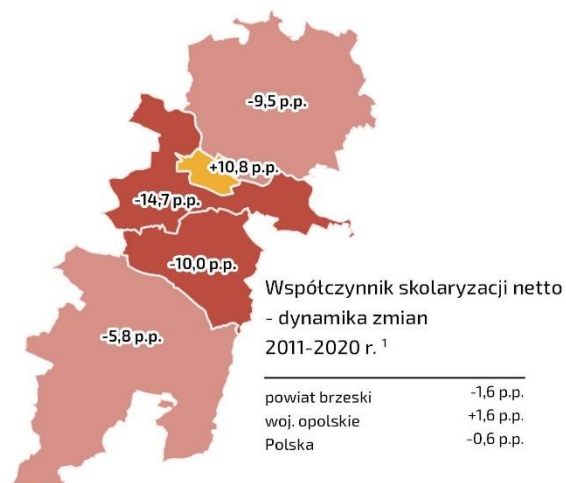 -9,5 p.p.
+10,8 p.p.
-14,7 p.p.
-10,0 p.p.
-5,8 p.p.
Współczynnik skolaryzacji netto
- dynamika zmian
2011-2020 r. ¹
powiat brzeski -1,6 p.p.
woj. opolskie +1,6 p.p.
Polska -0,6 p.p.